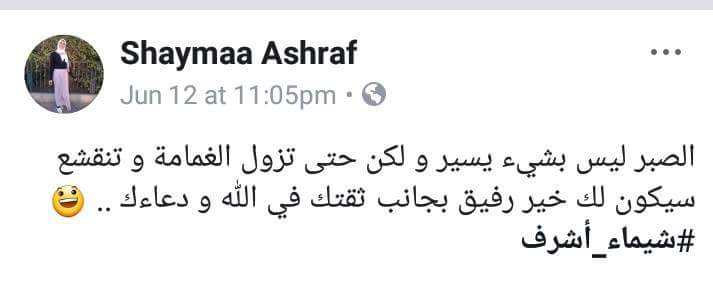 Shaymaa Ashraf
Jun 12 at 11:05pm •
الصبر ليس بشيء يسير و لكن حتى تزول الغمامة و تنقشع
سيكون لك خير رفيق بجانب ثقتك في الله و دعاءك .. 😃
#شيماء_أشرف